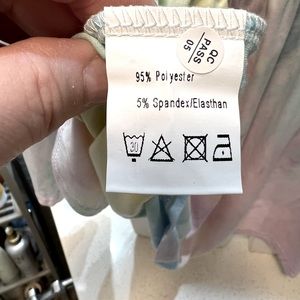 QC
PASS
05
95% Polyester
5% Spandex/Elasthan
30